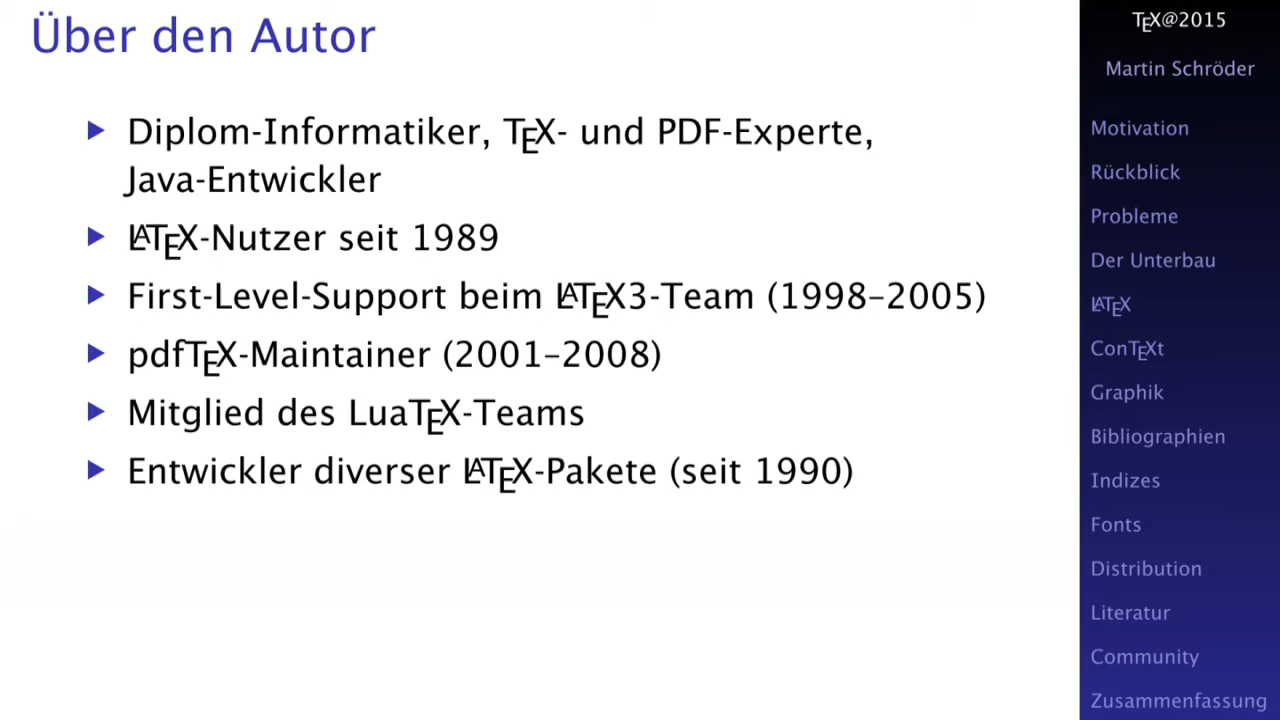 Über den Autor
Diplom-Informatiker, TEX- und PDF-Experte,
Java-Entwickler
LATEX-Nutzer seit 1989
First-Level-Support beim LATEX3-Team (1998–2005)
pdfTEX-Maintainer (2001–2008)
Mitglied des LuaTEX-Teams
Entwickler diverser LATEX-Pakete (seit 1990)
TEX@2015
Martin Schröder
Motivation
Rückblick
Probleme
Der Unterbau
LATEX
ConTEXt
Graphik
Bibliographien
Indizes
Fonts
Distribution
Literatur
Community
Zusammenfassung